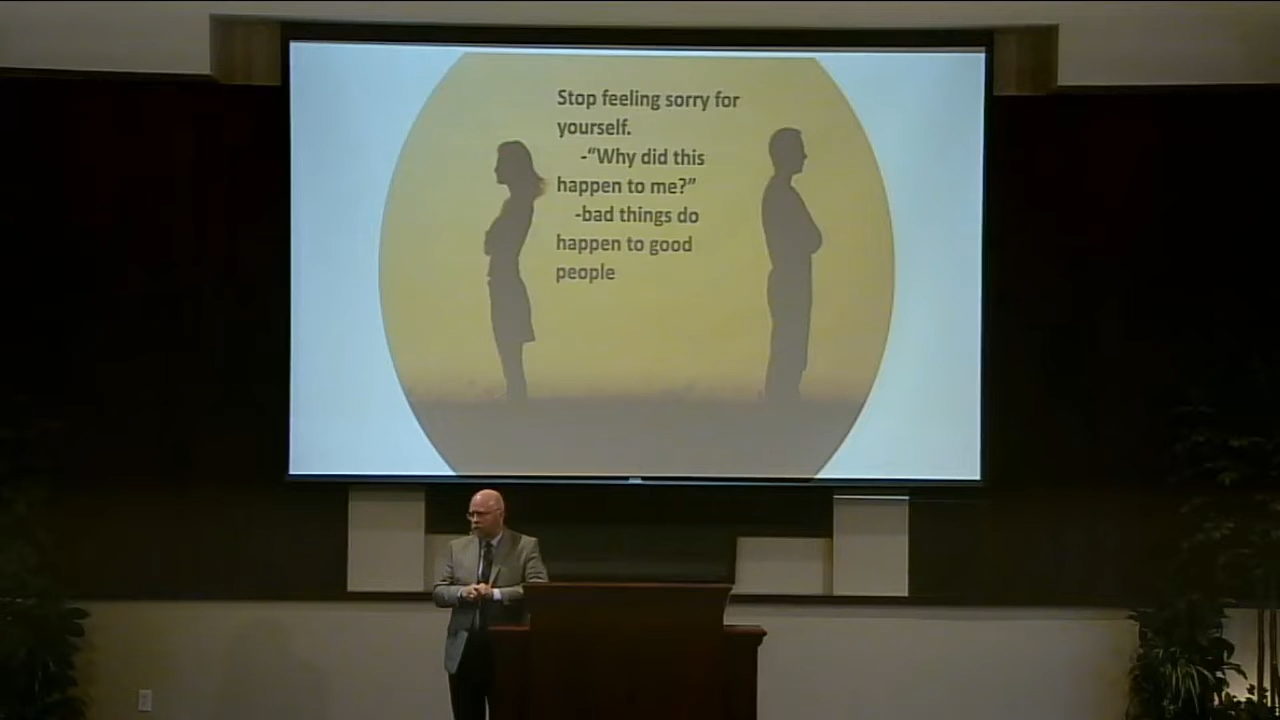 Stop feeling sorry for
yourself.
-“Why did this
happen to me?”
-bad things do
happen to good
people